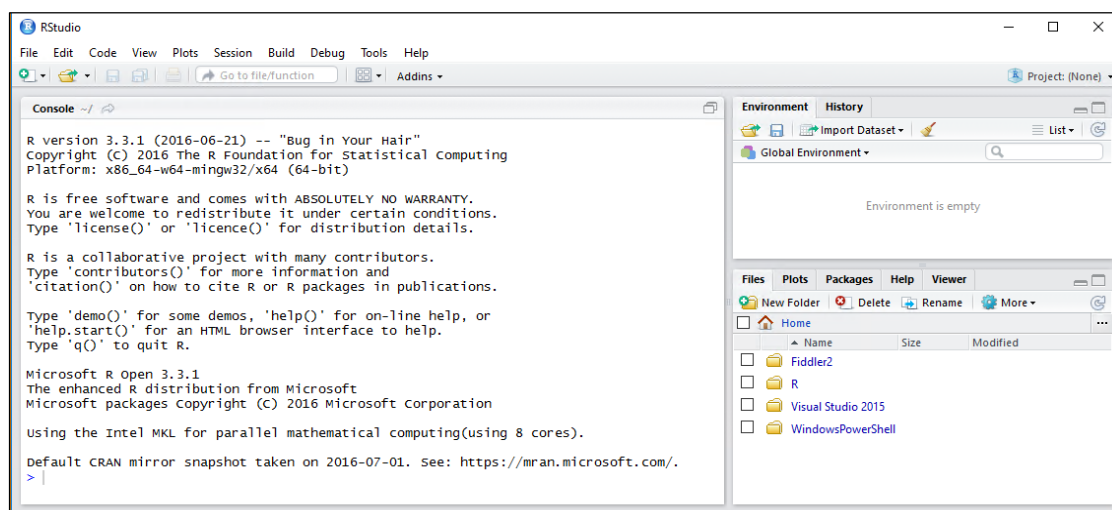 RStudio
File Edit Code View Plots Session Build Debug Tools Help
Go to file/function Addins Project: (None)
Console ~/
R version 3.3.1 (2016-06-21) -- "Bug in Your Hair"
Copyright (C) 2016 The R Foundation for Statistical Computing
Platform: x86_64-w64-mingw32/x64 (64-bit)
R is free software and comes with ABSOLUTELY NO WARRANTY.
You are welcome to redistribute it under certain conditions.
Type 'license()' or 'licence()' for distribution details.
R is a collaborative project with many contributors.
Type 'contributors()' for more information and
'citation()' on how to cite R or R packages in publications.
Type 'demo()' for some demos, 'help()' for on-line help, or
'help.start()' for an HTML browser interface to help.
Type 'q()' to quit R.
Microsoft R Open 3.3.1
The enhanced R distribution from Microsoft
Microsoft packages Copyright (C) 2016 Microsoft Corporation
Using the Intel MKL for parallel mathematical computing(using 8 cores).
Default CRAN mirror snapshot taken on 2016-07-01. See: https://mran.microsoft.com/.
>
Environment History
Import Dataset List
Global Environment
Environment is empty
Files Plots Packages Help Viewer
New Folder Delete Rename More
Home ...
Name Size Modified
Fiddler2
R
Visual Studio 2015
WindowsPowerShell